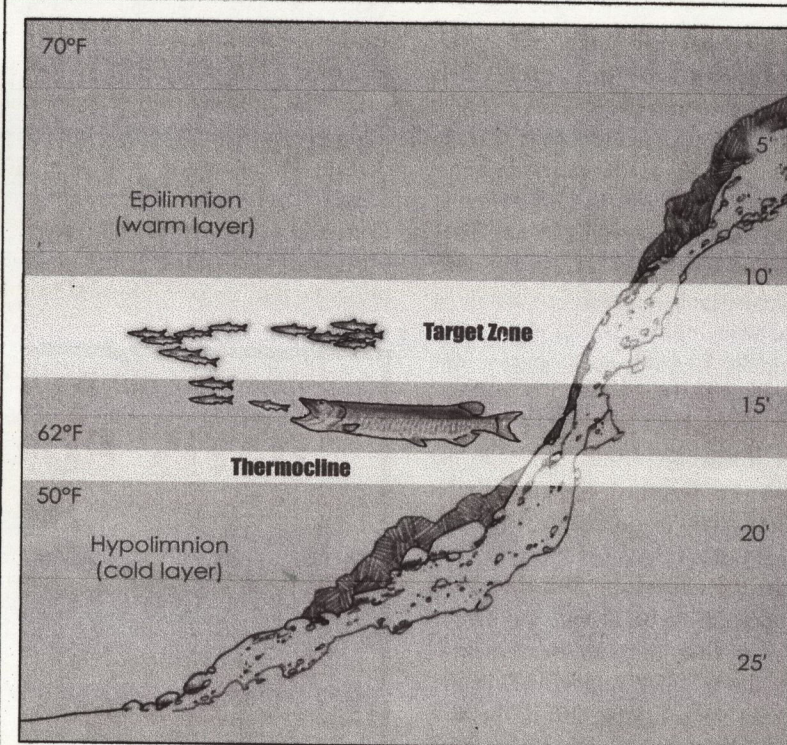 70°F
5'
Epilimnion
(warm layer)
10'
Target Zone
15'
62°F
Thermocline
50°F
20'
Hypolimnion
(cold layer)
25'